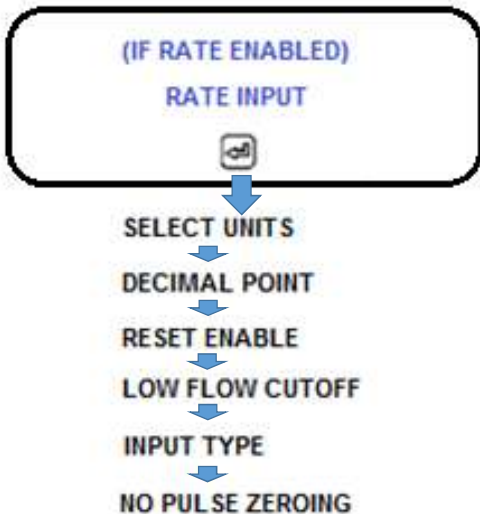 (IF RATE ENABLED)
RATE INPUT
SELECT UNITS
DECIMAL POINT
RESET ENABLE
LOW FLOW CUTOFF
INPUT TYPE
NO PULSE ZEROING